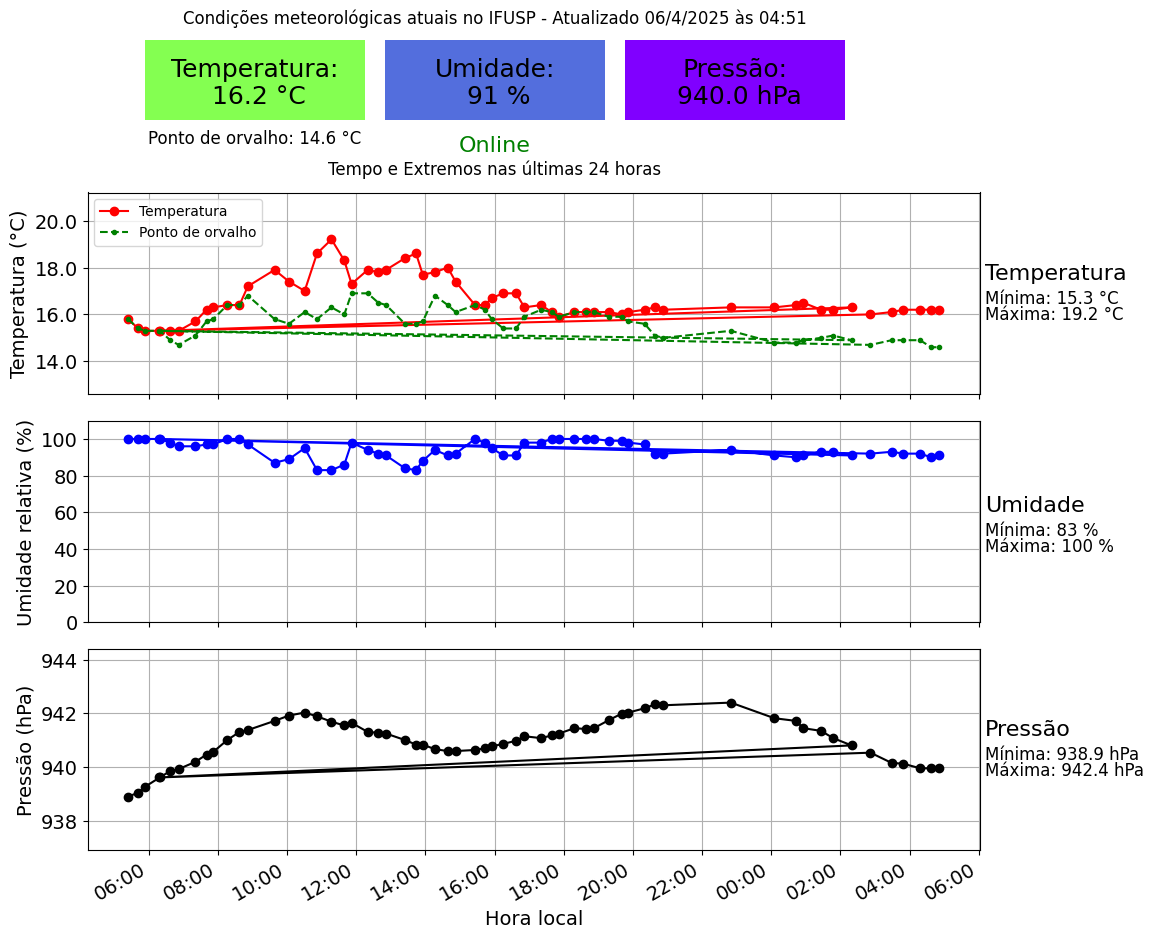 Condições meteorológicas atuais no IFUSP - Atualizado 06/4/2025 às 04:51
Temperatura:
16.2 °C
Umidade:
91 %
Pressão:
940.0 hPa
Ponto de orvalho: 14.6 °C
Online
Tempo e Extremos nas últimas 24 horas
Temperatura (°C)
20.0
18.0
16.0
14.0
Temperatura
Ponto de orvalho
Temperatura
Mínima: 15.3 °C
Máxima: 19.2 °C
Umidade relativa (%)
100
80
60
40
20
0
Umidade
Mínima: 83 %
Máxima: 100 %
Pressão (hPa)
944
942
940
938
Pressão
Mínima: 938.9 hPa
Máxima: 942.4 hPa
06:00
08:00
10:00
12:00
14:00
16:00
18:00
20:00
22:00
00:00
02:00
04:00
06:00
Hora local